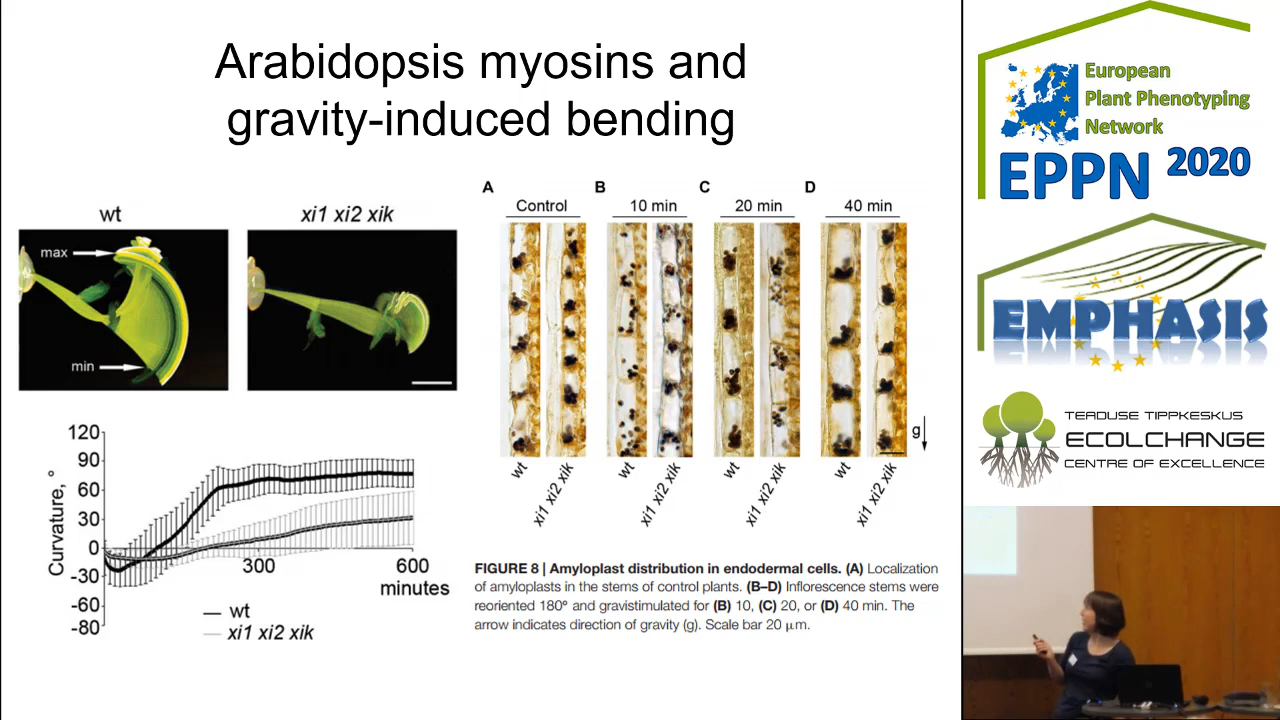 Arabidopsis myosins and
gravity-induced bending
wt
xi1 xi2 xik
max
min
120
90
60
30
0
-30
-60
-80
Curvature, °
300
600
minutes
wt
xi1 xi2 xik
A
B
C
D
Control
10 min
20 min
40 min
g
wt
xi1 xi2 xik
wt
xi1 xi2 xik
wt
xi1 xi2 xik
wt
xi1 xi2 xik
FIGURE 8 | Amyloplast distribution in endodermal cells. (A) Localization
of amyloplasts in the stems of control plants. (B–D) Inflorescence stems were
reoriented 180° and gravistimulated for (B) 10, (C) 20, or (D) 40 min. The
arrow indicates direction of gravity (g). Scale bar 20 μm.
European
Plant Phenotyping
Network
EPPN 2020
EMPHASIS
TEADUSE TIPPKESKUS
ECOLCHANGE
CENTRE OF EXCELLENCE